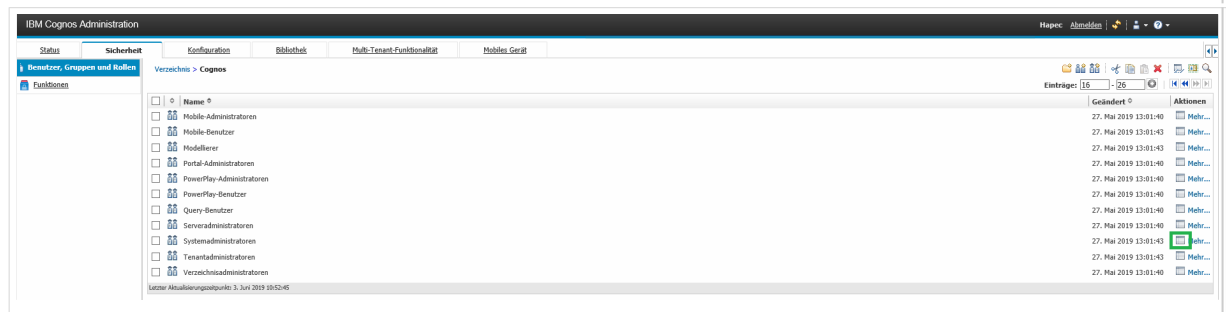 IBM Cognos Administration
Hapec Abmelden
Status Sicherheit Konfiguration Bibliothek Multi-Tenant-Funktionalität Mobiles Gerät
Benutzer, Gruppen und Rollen
Funktionen
Verzeichnis > Cognos
Einträge: 16 - 26
Name Geändert Aktionen
Mobile-Administratoren 27. Mai 2019 13:01:40 Mehr...
Mobile-Benutzer 27. Mai 2019 13:01:43 Mehr...
Modellierer 27. Mai 2019 13:01:43 Mehr...
Portal-Administratoren 27. Mai 2019 13:01:40 Mehr...
PowerPlay-Administratoren 27. Mai 2019 13:01:40 Mehr...
PowerPlay-Benutzer 27. Mai 2019 13:01:40 Mehr...
Query-Benutzer 27. Mai 2019 13:01:40 Mehr...
Serveradministratoren 27. Mai 2019 13:01:40 Mehr...
Systemadministratoren 27. Mai 2019 13:01:43 Mehr...
Tenantadministratoren 27. Mai 2019 13:01:43 Mehr...
Verzeichnisadministratoren 27. Mai 2019 13:01:40 Mehr...
Letzter Aktualisierungszeitpunkt: 3. Juni 2019 10:52:45